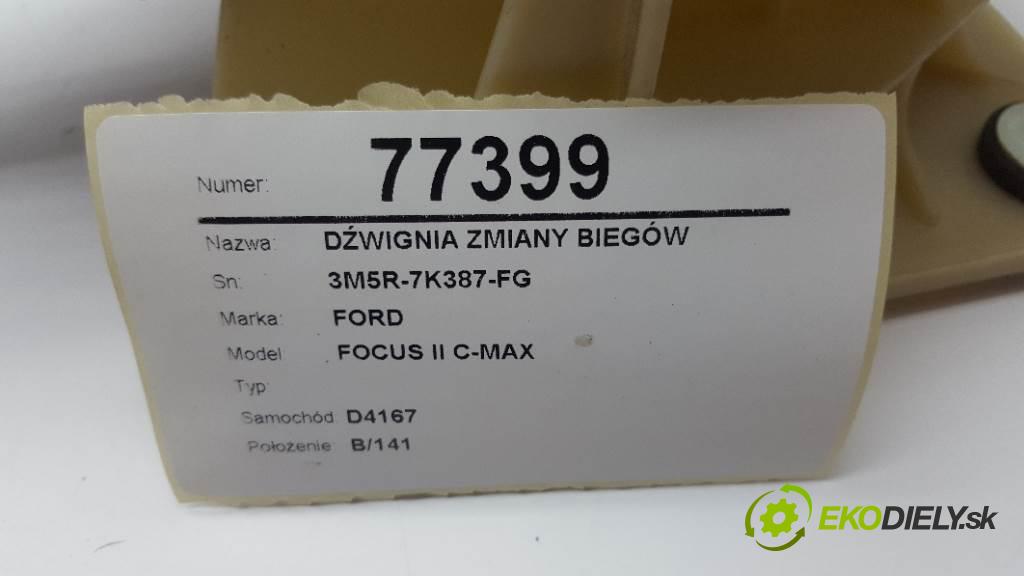 Numer: 77399
Nazwa: DŹWIGNIA ZMIANY BIEGÓW
Sn: 3M5R-7K387-FG
Marka: FORD
Model FOCUS II C-MAX
Typ
Samochód D4167
Położenie B/141
EKODIELY.sk